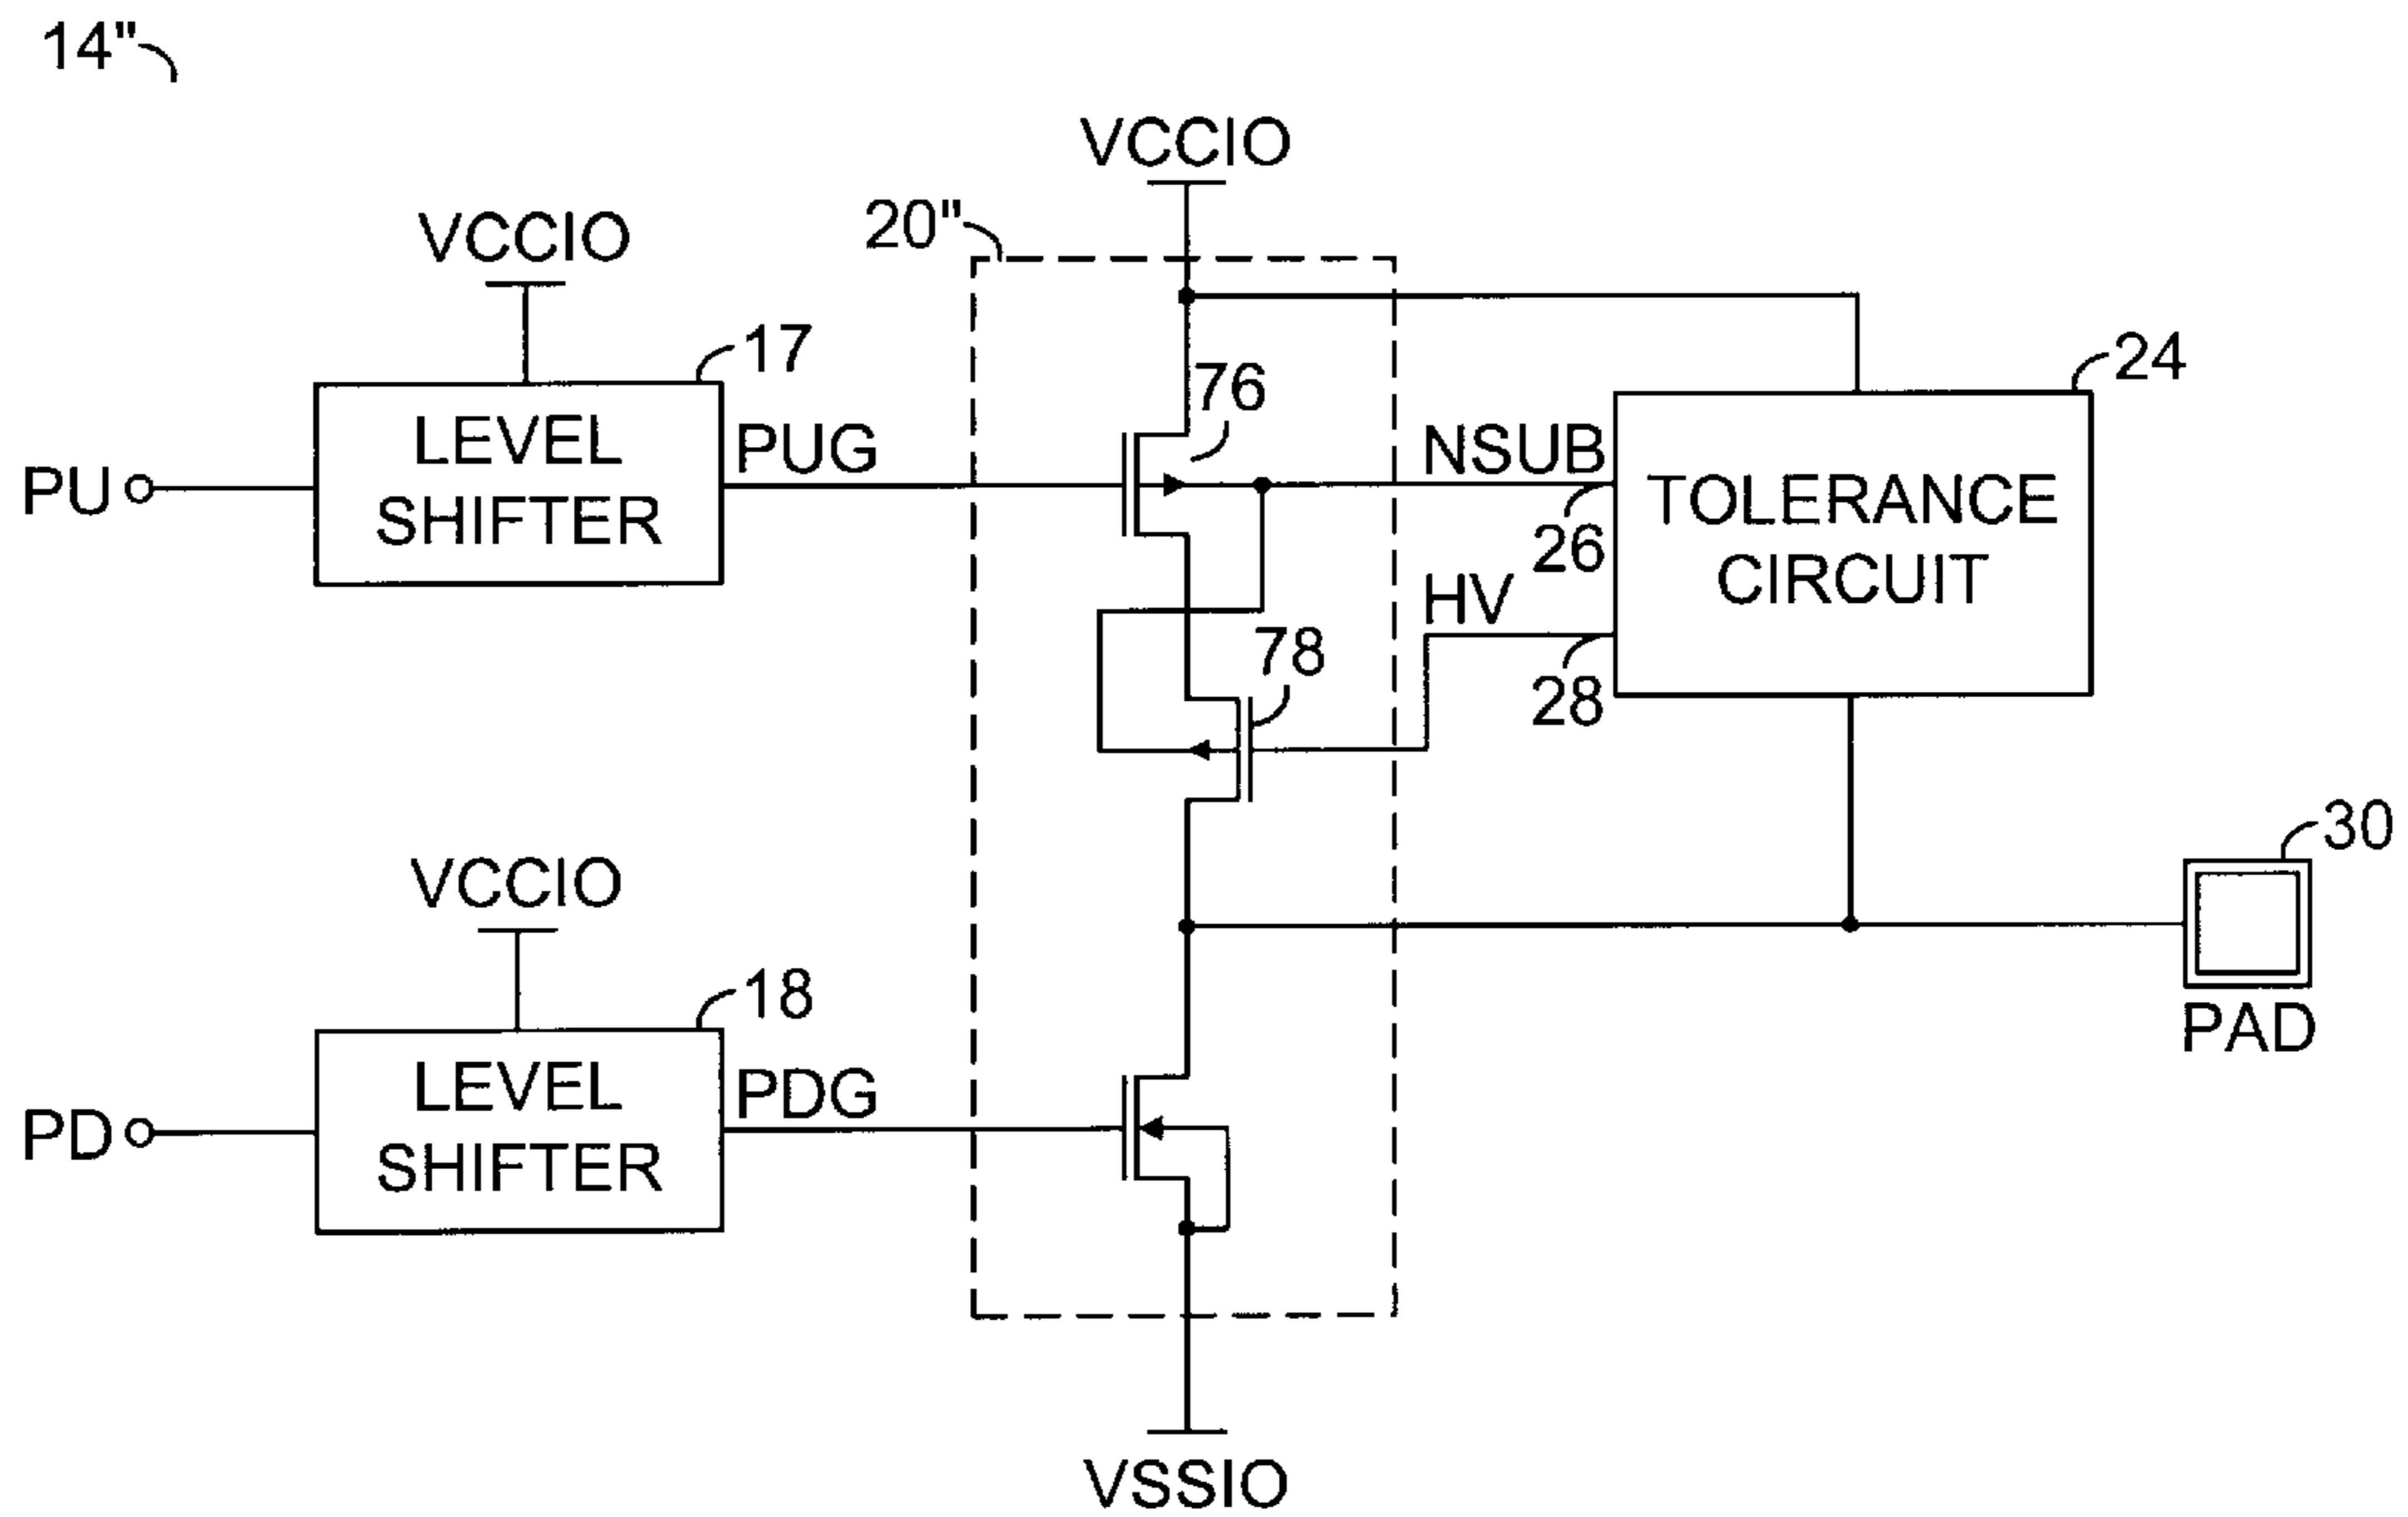 14"
VCCIO
20"
VCCIO
17
24
76
LEVEL
SHIFTER
PUG
NSUB
PU
TOLERANCE
CIRCUIT
26
HV
78
28
30
VCCIO
18
PAD
LEVEL
SHIFTER
PDG
PD
VSSIO